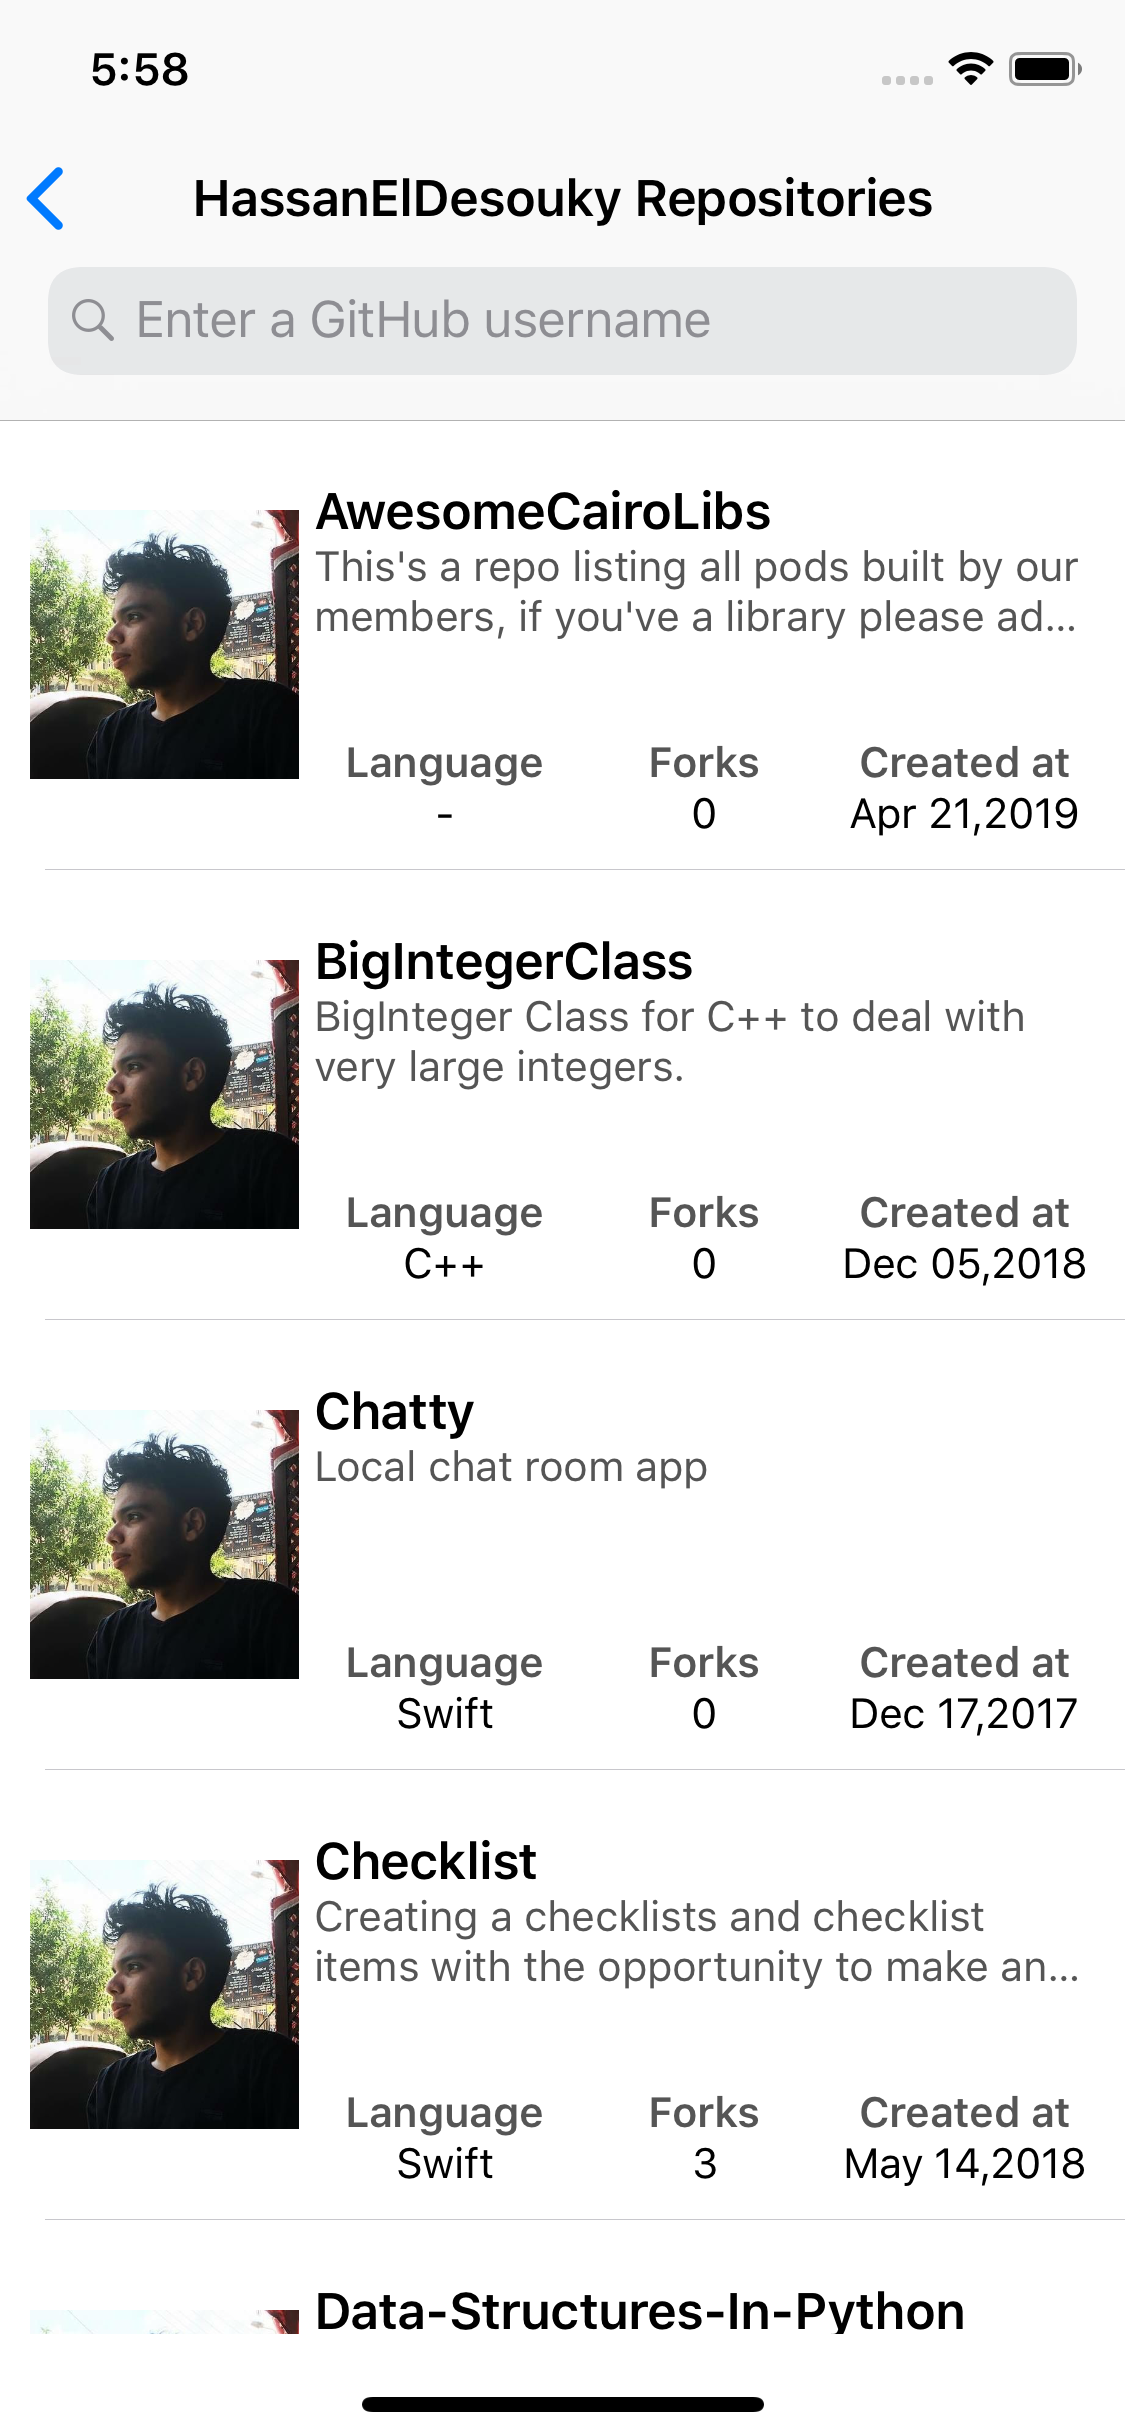 5:58
HassanElDesouky Repositories
Enter a GitHub username
AwesomeCairoLibs
This's a repo listing all pods built by our
members, if you've a library please ad...
Language Forks Created at
- 0 Apr 21,2019
BigIntegerClass
BigInteger Class for C++ to deal with
very large integers.
Language Forks Created at
C++ 0 Dec 05,2018
Chatty
Local chat room app
Language Forks Created at
Swift 0 Dec 17,2017
Checklist
Creating a checklists and checklist
items with the opportunity to make an...
Language Forks Created at
Swift 3 May 14,2018
Data-Structures-In-Python